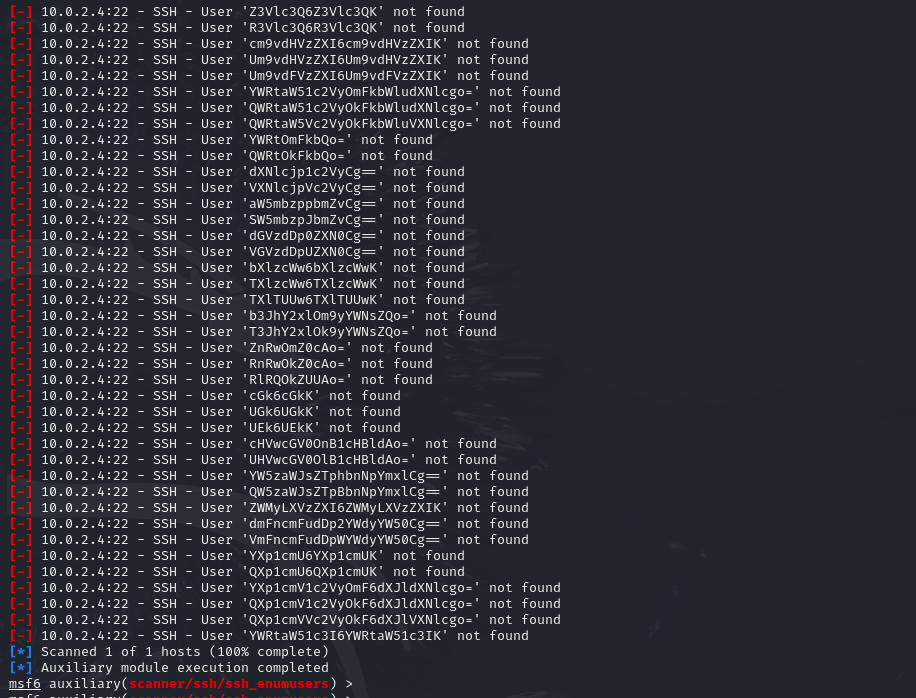 [-] 10.0.2.4:22 - SSH - User 'Z3Vlc3Q6Z3Vlc3QK' not found
[-] 10.0.2.4:22 - SSH - User 'R3Vlc3Q6R3Vlc3QK' not found
[-] 10.0.2.4:22 - SSH - User 'cm9vdHVzZXI6cm9vdHVzZXIK' not found
[-] 10.0.2.4:22 - SSH - User 'Um9vdHVzZXI6Um9vdHVzZXIK' not found
[-] 10.0.2.4:22 - SSH - User 'Um9vdFVzZXI6Um9vdFVzZXIK' not found
[-] 10.0.2.4:22 - SSH - User 'YWRtaW51c2VyOmFkbWludXNlcgo=' not found
[-] 10.0.2.4:22 - SSH - User 'QWRtaW51c2VyOkFkbWludXNlcgo=' not found
[-] 10.0.2.4:22 - SSH - User 'QWRtaW5Vc2VyOkFkbWluVXNlcgo=' not found
[-] 10.0.2.4:22 - SSH - User 'YWRtOmFkbQo=' not found
[-] 10.0.2.4:22 - SSH - User 'QWRtOkFkbQo=' not found
[-] 10.0.2.4:22 - SSH - User 'dXNlcjp1c2VyCg==' not found
[-] 10.0.2.4:22 - SSH - User 'VXNlcjpVc2VyCg==' not found
[-] 10.0.2.4:22 - SSH - User 'aW5mbzppbmZvCg==' not found
[-] 10.0.2.4:22 - SSH - User 'SW5mbzpJbmZvCg==' not found
[-] 10.0.2.4:22 - SSH - User 'dGVzdDp0ZXN0Cg==' not found
[-] 10.0.2.4:22 - SSH - User 'VGVzdDpUZXN0Cg==' not found
[-] 10.0.2.4:22 - SSH - User 'bXlzcWw6bXlzcWwK' not found
[-] 10.0.2.4:22 - SSH - User 'TXlzcWw6TXlzcWwK' not found
[-] 10.0.2.4:22 - SSH - User 'TXlTUUw6TXlTUUwK' not found
[-] 10.0.2.4:22 - SSH - User 'b3JhY2xlOm9yYWNsZQo=' not found
[-] 10.0.2.4:22 - SSH - User 'T3JhY2xlOk9yYWNsZQo=' not found
[-] 10.0.2.4:22 - SSH - User 'ZnRwOmZ0cAo=' not found
[-] 10.0.2.4:22 - SSH - User 'RnRwOkZ0cAo=' not found
[-] 10.0.2.4:22 - SSH - User 'RlRQOkZUUAo=' not found
[-] 10.0.2.4:22 - SSH - User 'cGk6cGkK' not found
[-] 10.0.2.4:22 - SSH - User 'UGk6UGkK' not found
[-] 10.0.2.4:22 - SSH - User 'UEk6UEkK' not found
[-] 10.0.2.4:22 - SSH - User 'cHVwcGV0OnB1cHBldAo=' not found
[-] 10.0.2.4:22 - SSH - User 'UHVwcGV0OlB1cHBldAo=' not found
[-] 10.0.2.4:22 - SSH - User 'YW5zaWJsZTphbnNpYmxlCg==' not found
[-] 10.0.2.4:22 - SSH - User 'QW5zaWJsZTpBbnNpYmxlCg==' not found
[-] 10.0.2.4:22 - SSH - User 'ZWMyLXVzZXI6ZWMyLXVzZXIK' not found
[-] 10.0.2.4:22 - SSH - User 'dmFncmFudDp2YWdyYW50Cg==' not found
[-] 10.0.2.4:22 - SSH - User 'VmFncmFudDpWYWdyYW50Cg==' not found
[-] 10.0.2.4:22 - SSH - User 'YXp1cmU6YXp1cmUK' not found
[-] 10.0.2.4:22 - SSH - User 'QXp1cmU6QXp1cmUK' not found
[-] 10.0.2.4:22 - SSH - User 'YXp1cmV1c2VyOmF6dXJldXNlcgo=' not found
[-] 10.0.2.4:22 - SSH - User 'QXp1cmV1c2VyOkF6dXJldXNlcgo=' not found
[-] 10.0.2.4:22 - SSH - User 'QXp1cmVVc2VyOkF6dXJlVXNlcgo=' not found
[-] 10.0.2.4:22 - SSH - User 'YWRtaW51c3I6YWRtaW51c3IK' not found
[*] Scanned 1 of 1 hosts (100% complete)
[*] Auxiliary module execution completed
msf6 auxiliary(scanner/ssh/ssh_enumusers) >
msf6 auxiliary(scanner/ssh/ssh_enumusers) >